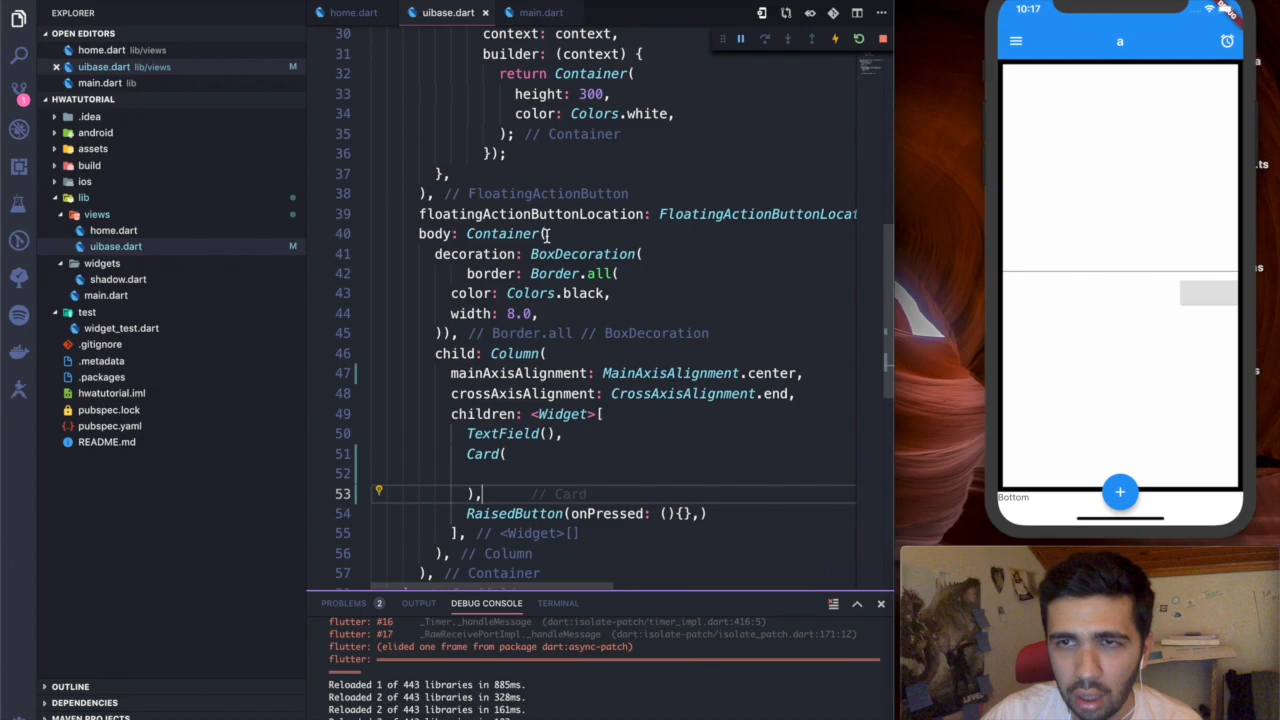 EXPLORER
OPEN EDITORS
home.dart lib/views
uibase.dart lib/views M
main.dart lib
1
HWATUTORIAL
.idea
android
assets
build
ios
lib
views
home.dart
uibase.dart M
widgets
shadow.dart
main.dart
test
widget_test.dart
.gitignore
.metadata
.packages
hwatutorial.iml
pubspec.lock
pubspec.yaml
README.md
OUTLINE
DEPENDENCIES
MAVEN PROJECTS
home.dart uibase.dart main.dart
30 context: context,
31 builder: (context) {
32 return Container(
33 height: 300,
34 color: Colors.white,
35 ); // Container
36 });
37 },
38 ), // FloatingActionButton
39 floatingActionButtonLocation: FloatingActionButtonLocat
40 body: Container(
41 decoration: BoxDecoration(
42 border: Border.all(
43 color: Colors.black,
44 width: 8.0,
45 )), // Border.all // BoxDecoration
46 child: Column(
47 mainAxisAlignment: MainAxisAlignment.center,
48 crossAxisAlignment: CrossAxisAlignment.end,
49 children: <Widget>[
50 TextField(),
51 Card(
52
53 ), // Card
54 RaisedButton(onPressed: (){},)
55 ], // <Widget>[]
56 ), // Column
57 ), // Container
PROBLEMS 2 OUTPUT DEBUG CONSOLE TERMINAL
flutter: #16 _Timer._handleMessage (dart:isolate-patch/timer_impl.dart:416:5)
flutter: #17 _RawReceivePortImpl._handleMessage (dart:isolate-patch/isolate_patch.dart:171:12)
flutter: (elided one frame from package dart:async-patch)
flutter:
Reloaded 1 of 443 libraries in 885ms.
Reloaded 2 of 443 libraries in 328ms.
Reloaded 2 of 443 libraries in 161ms.
10:17
a
Bottom
.ts